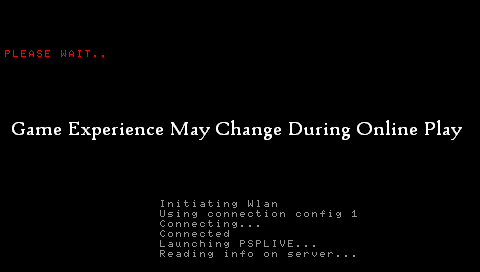 PLEASE WAIT..
Game Experience May Change During Online Play
Initiating Wlan
Using connection config 1
Connecting...
Connected
Launching PSPLIVE...
Reading info on server...